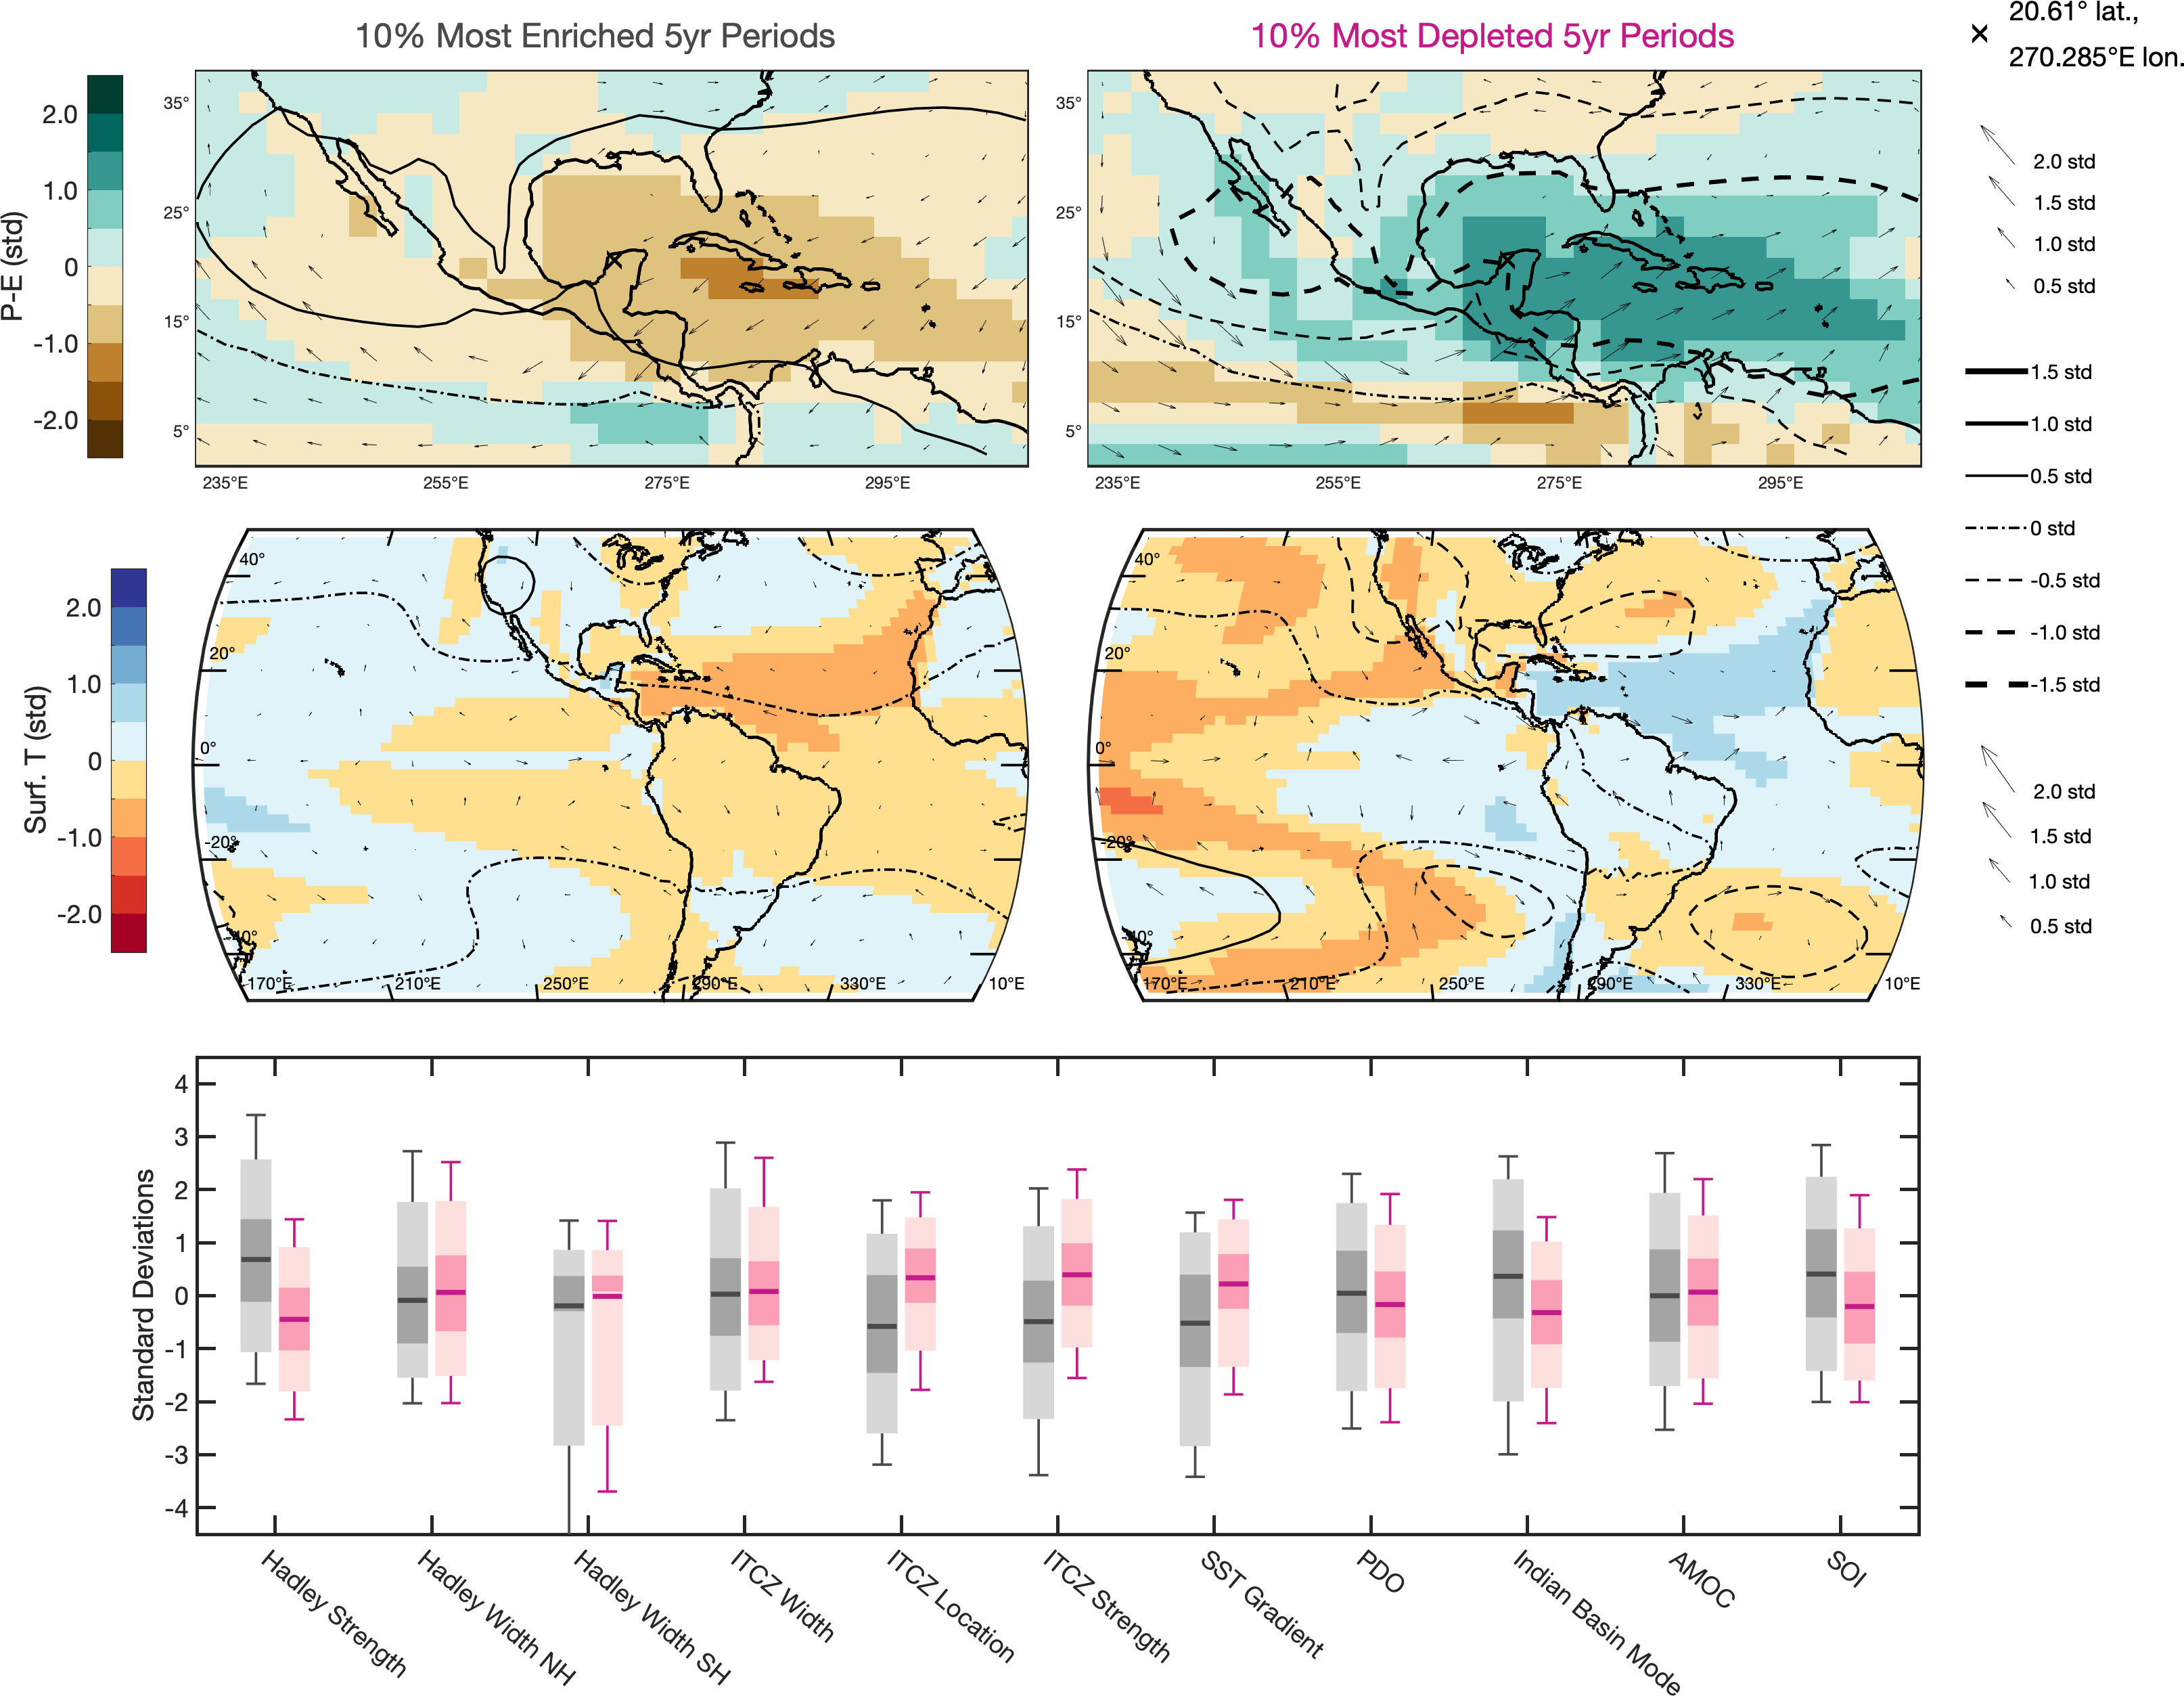 10% Most Enriched 5yr Periods
10% Most Depleted 5yr Periods
20.61° lat.,
270.285°E lon.
P-E (std)
2.0
1.0
0
-1.0
-2.0
35°
25°
15°
5°
235°E
255°E
275°E
295°E
35°
25°
15°
5°
235°E
255°E
275°E
295°E
2.0 std
1.5 std
1.0 std
0.5 std
1.5 std
1.0 std
0.5 std
0 std
-0.5 std
-1.0 std
-1.5 std
Surf. T (std)
2.0
1.0
0
-1.0
-2.0
40°
20°
0°
-20°
-40°
170°E
210°E
250°E
290°E
330°E
10°E
40°
20°
0°
-20°
-40°
170°E
210°E
250°E
290°E
330°E
10°E
2.0 std
1.5 std
1.0 std
0.5 std
Standard Deviations
4
3
2
1
0
-1
-2
-3
-4
Hadley Strength
Hadley Width NH
Hadley Width SH
ITCZ Width
ITCZ Location
ITCZ Strength
SST Gradient
PDO
Indian Basin Mode
AMOC
SOI